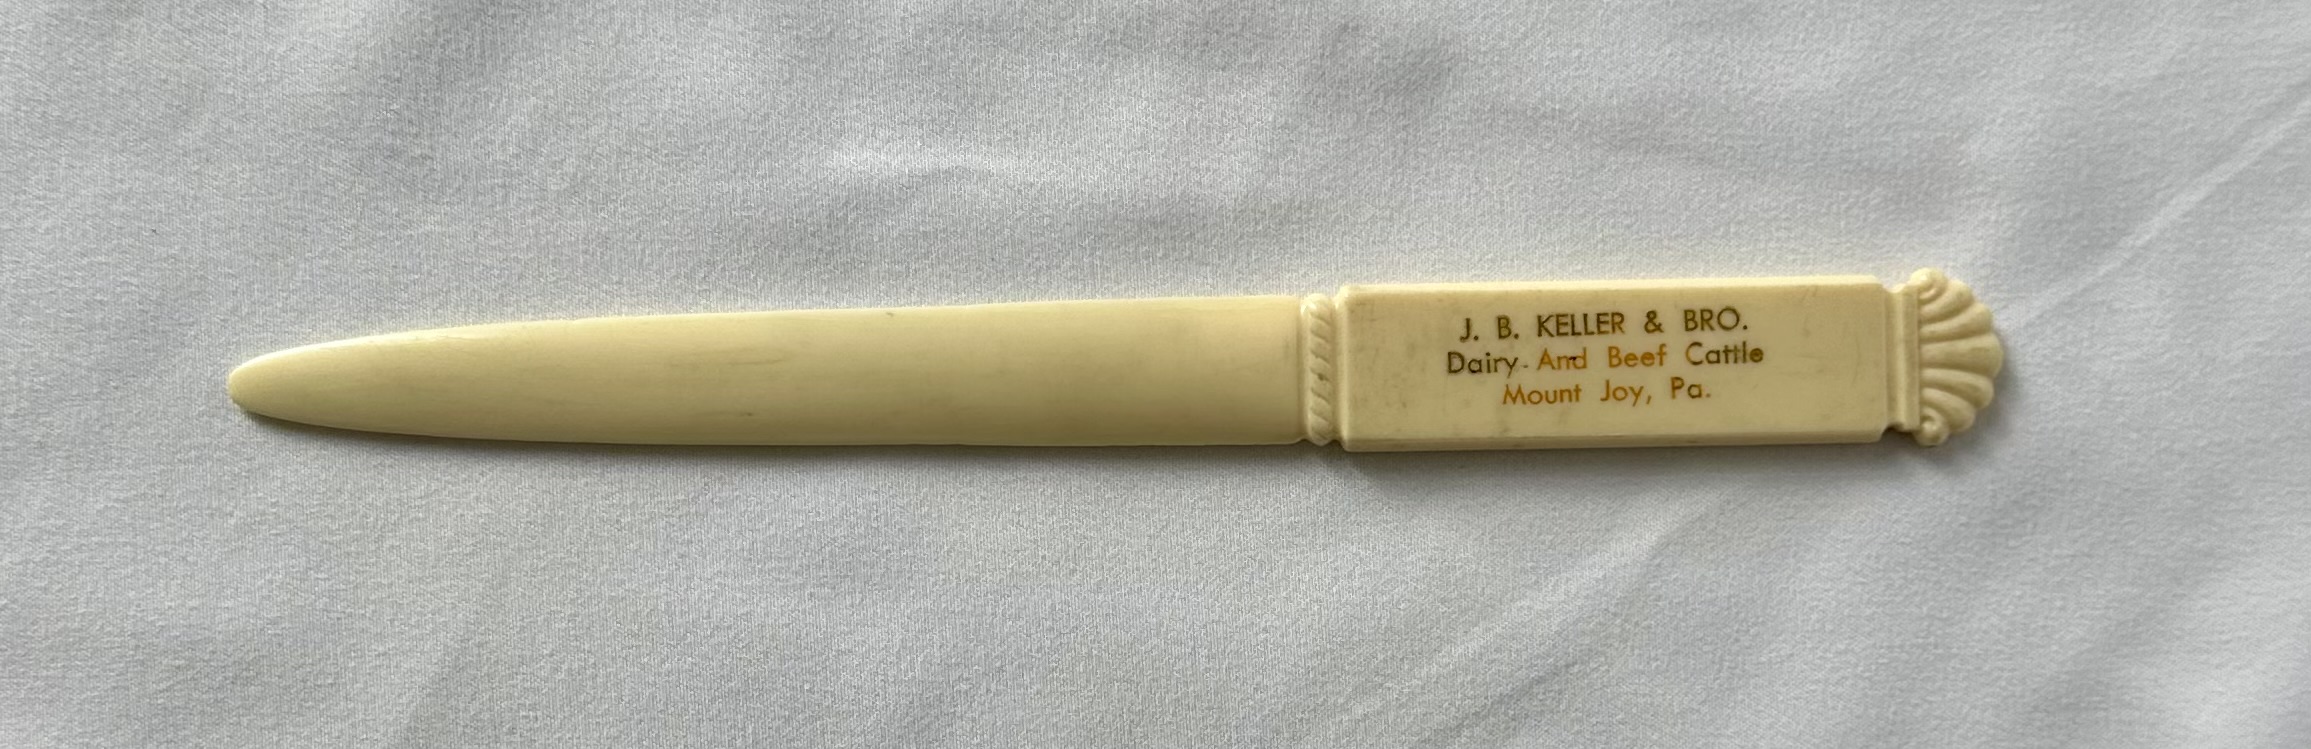 J. B. KELLER & BRO.
Dairy And Beef Cattle
Mount Joy, Pa.